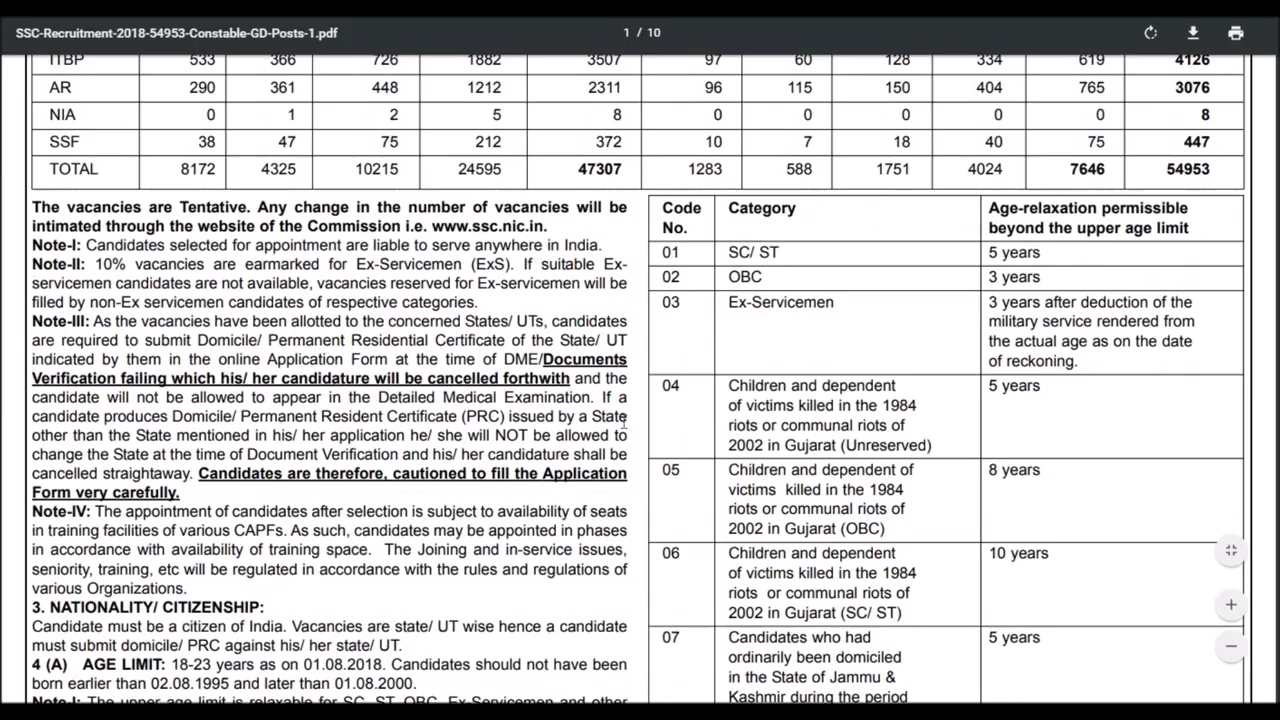 SSC-Recruitment-2018-54953-Constable-GD-Posts-1.pdf
1 / 10
ITBP 533 366 726 1882 3507 97 60 128 334 619 4126
AR 290 361 448 1212 2311 96 115 150 404 765 3076
NIA 0 1 2 5 8 0 0 0 0 0 8
SSF 38 47 75 212 372 10 7 18 40 75 447
TOTAL 8172 4325 10215 24595 47307 1283 588 1751 4024 7646 54953
The vacancies are Tentative. Any change in the number of vacancies will be
intimated through the website of the Commission i.e. www.ssc.nic.in.
Note-I: Candidates selected for appointment are liable to serve anywhere in India.
Note-II: 10% vacancies are earmarked for Ex-Servicemen (ExS). If suitable Ex-
servicemen candidates are not available, vacancies reserved for Ex-servicemen will be
filled by non-Ex servicemen candidates of respective categories.
Note-III: As the vacancies have been allotted to the concerned States/ UTs, candidates
are required to submit Domicile/ Permanent Residential Certificate of the State/ UT
indicated by them in the online Application Form at the time of DME/Documents
Verification failing which his/ her candidature will be cancelled forthwith and the
candidate will not be allowed to appear in the Detailed Medical Examination. If a
candidate produces Domicile/ Permanent Resident Certificate (PRC) issued by a State
other than the State mentioned in his/ her application he/ she will NOT be allowed to
change the State at the time of Document Verification and his/ her candidature shall be
cancelled straightaway. Candidates are therefore, cautioned to fill the Application
Form very carefully.
Note-IV: The appointment of candidates after selection is subject to availability of seats
in training facilities of various CAPFs. As such, candidates may be appointed in phases
in accordance with availability of training space. The Joining and in-service issues,
seniority, training, etc will be regulated in accordance with the rules and regulations of
various Organizations.
3. NATIONALITY/ CITIZENSHIP:
Candidate must be a citizen of India. Vacancies are state/ UT wise hence a candidate
must submit domicile/ PRC against his/ her state/ UT.
4 (A) AGE LIMIT: 18-23 years as on 01.08.2018. Candidates should not have been
born earlier than 02.08.1995 and later than 01.08.2000.
Note-I: The upper age limit is relaxable for SC, ST, OBC, Ex-Servicemen and other
Code Category Age-relaxation permissible
No. beyond the upper age limit
01 SC/ ST 5 years
02 OBC 3 years
03 Ex-Servicemen 3 years after deduction of the
military service rendered from
the actual age as on the date
of reckoning.
04 Children and dependent 5 years
of victims killed in the 1984
riots or communal riots of
2002 in Gujarat (Unreserved)
05 Children and dependent of 8 years
victims killed in the 1984
riots or communal riots of
2002 in Gujarat (OBC)
06 Children and dependent 10 years
of victims killed in the 1984
riots or communal riots of
2002 in Gujarat (SC/ ST)
07 Candidates who had 5 years
ordinarily been domiciled
in the State of Jammu &
Kashmir during the period